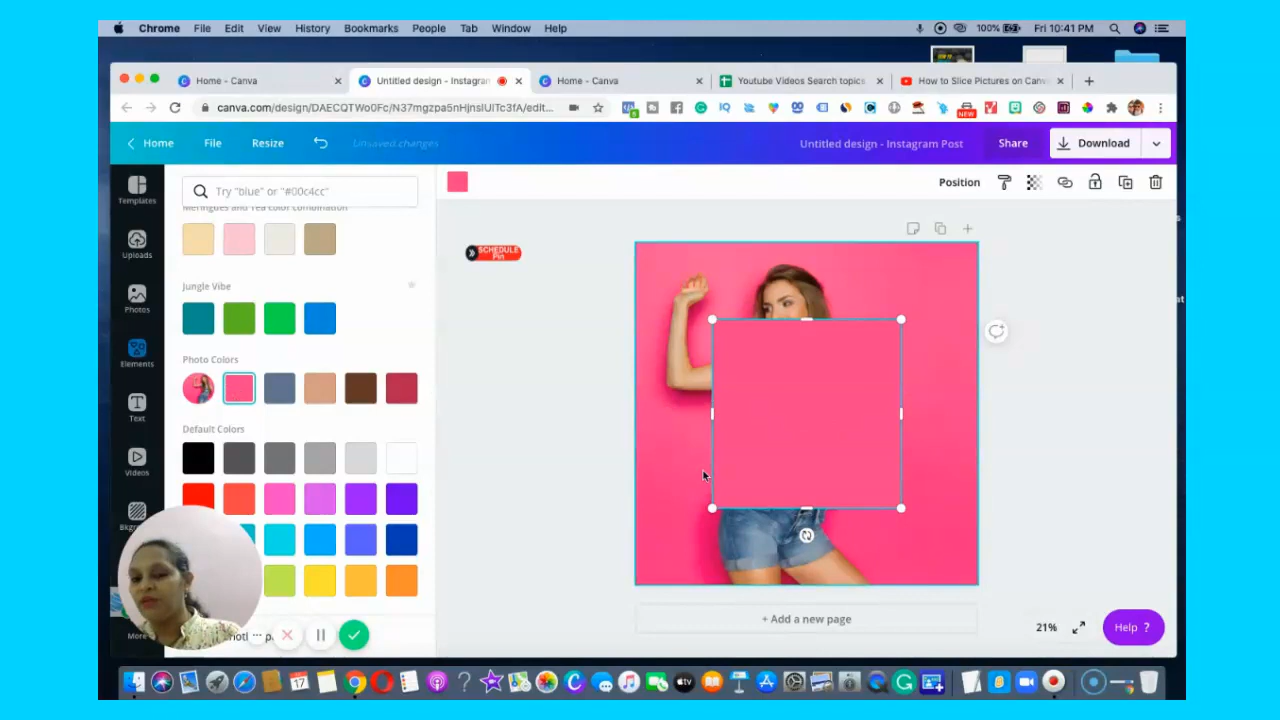 Chrome File Edit View History Bookmarks People Tab Window Help 100% Fri 10:41 PM
Home - Canva Untitled design - Instagram Home - Canva Youtube Videos Search topics How to Slice Pictures on Canva
canva.com/design/DAECQTWo0Fc/N37mgzpa5nHjnsIUITc3fA/edit...
NEW
Home File Resize Unsaved changes Untitled design - Instagram Post Share Download
Templates
Uploads
Photos
Elements
Text
Videos
More
Try "blue" or "#00c4cc"
Meringues and Tea color combination
Jungle Vibe
Photo Colors
Default Colors
Position
SCHEDULE
Pin
+ Add a new page
21%
Help ?
17